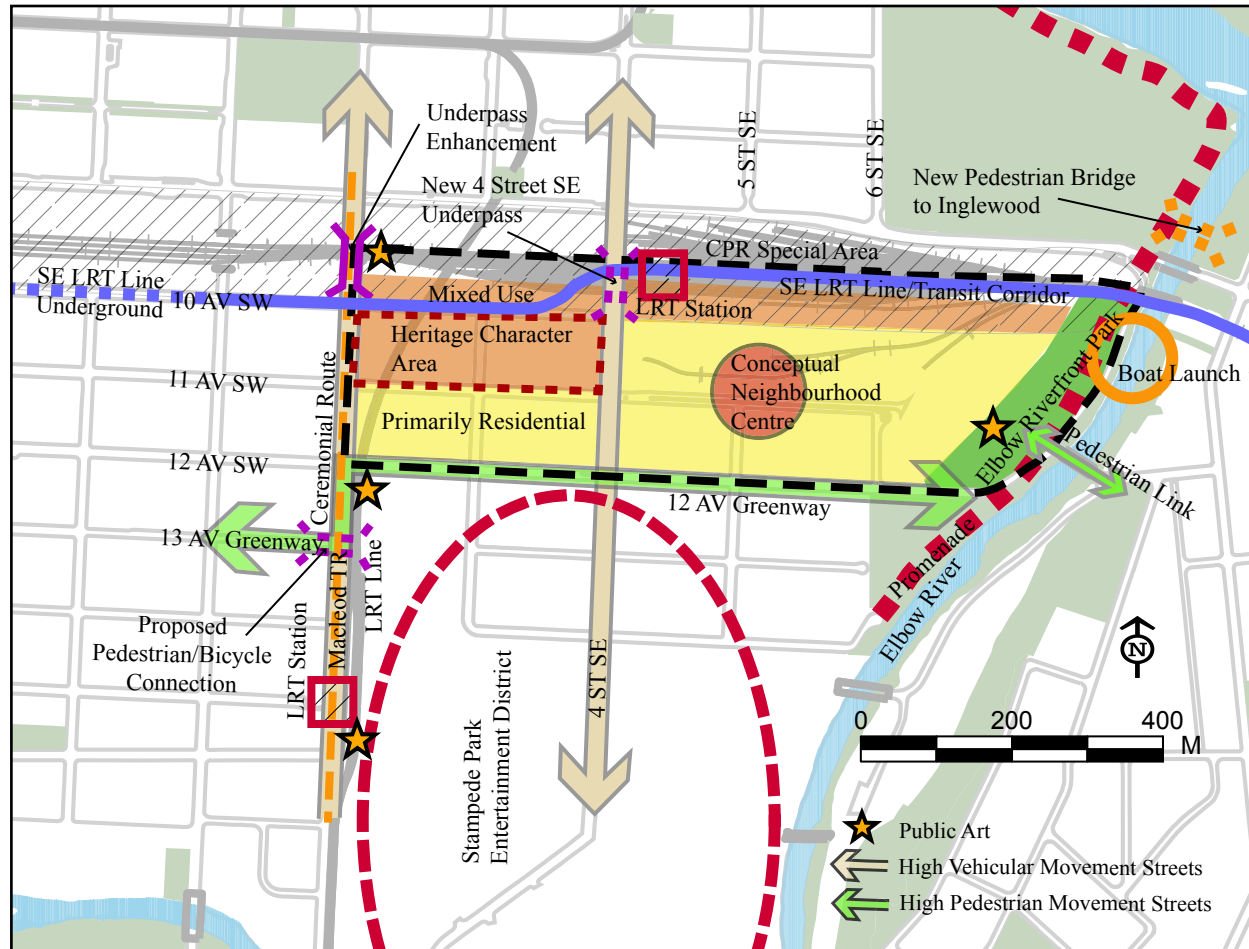 Underpass
Enhancement
New 4 Street SE
Underpass
5 ST SE
6 ST SE
New Pedestrian Bridge
to Inglewood
CPR Special Area
SE LRT Line
Underground
10 AV SW
Mixed Use
SE LRT Line/Transit Corridor
LRT Station
Heritage Character
Area
11 AV SW
Conceptual
Neighbourhood
Centre
Boat Launch
Primarily Residential
Elbow Riverfront Park
Pedestrian Link
12 AV SW
Ceremonial Route
12 AV Greenway
13 AV Greenway
Macleod TR
LRT Line
Promenade
Elbow River
Proposed
Pedestrian/Bicycle
Connection
LRT Station
4 ST SE
Stampede Park
Entertainment District
N
0 200 400
M
Public Art
High Vehicular Movement Streets
High Pedestrian Movement Streets